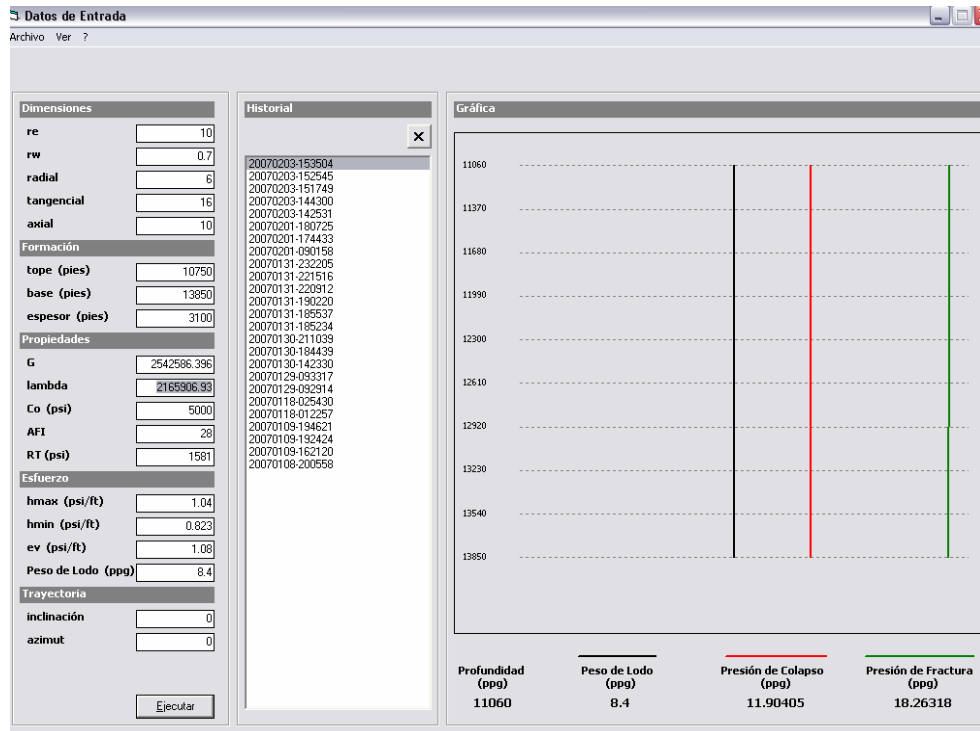 Datos de Entrada
Archivo Ver ?
Dimensiones
re 10
rw 0.7
radial 6
tangencial 16
axial 10
Formación
tope (pies) 10750
base (pies) 13850
espesor (pies) 3100
Propiedades
G 2542586.396
lambda 2165906.93
Co (psi) 5000
AFI 28
RT (psi) 1581
Esfuerzo
hmax (psi/ft) 1.04
hmin (psi/ft) 0.823
ev (psi/ft) 1.08
Peso de Lodo (ppg) 8.4
Trayectoria
inclinación 0
azimut 0
Ejecutar
Historial
20070203-153504
20070203-152545
20070203-151749
20070203-144300
20070203-142531
20070201-180725
20070201-174433
20070201-090158
20070131-232205
20070131-221516
20070131-220912
20070131-190220
20070131-185537
20070131-185234
20070130-211039
20070130-184439
20070130-142330
20070129-093317
20070129-092914
20070118-025430
20070118-012257
20070109-194621
20070109-192424
20070109-162120
20070108-200558
Gráfica
11060
11370
11680
11990
12300
12610
12920
13230
13540
13850
Profundidad (ppg)
11060
Peso de Lodo (ppg)
8.4
Presión de Colapso (ppg)
11.90405
Presión de Fractura (ppg)
18.26318